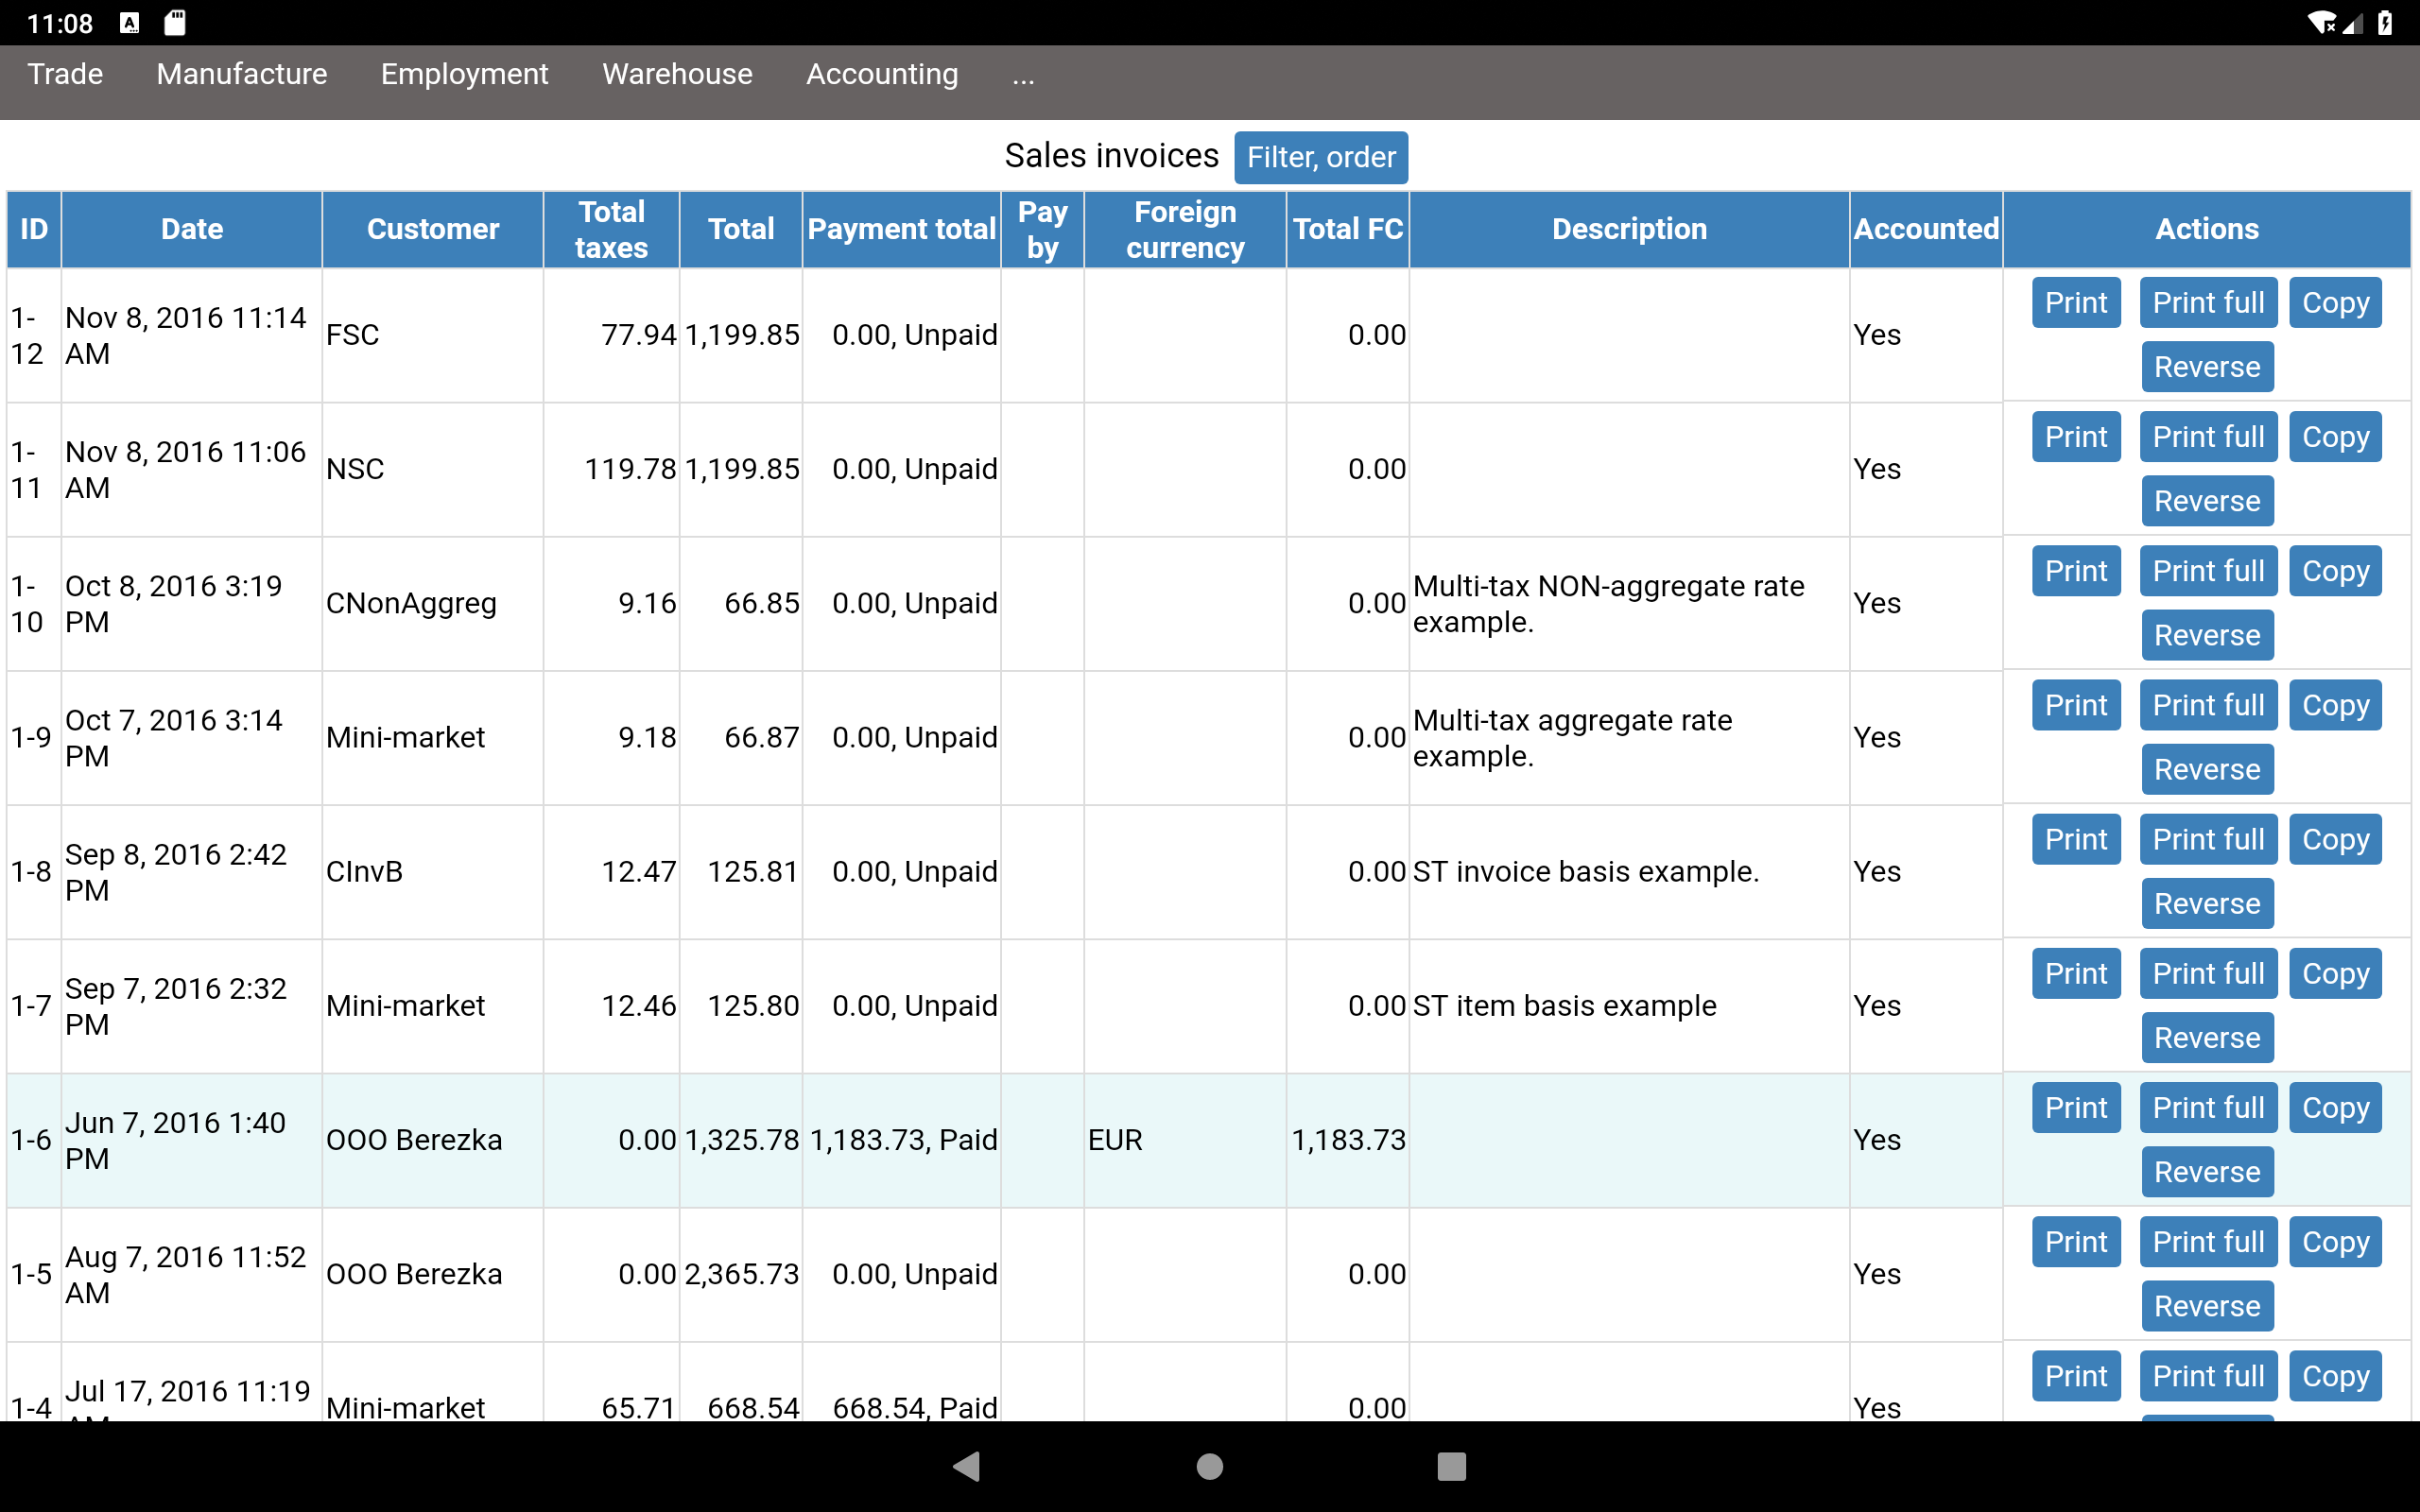 11:08
Trade Manufacture Employment Warehouse Accounting ...
Sales invoices Filter, order
ID Date Customer Total taxes Total Payment total Pay by Foreign currency Total FC Description Accounted Actions
1-12 Nov 8, 2016 11:14 AM FSC 77.94 1,199.85 0.00, Unpaid 0.00 Yes Print Print full Copy Reverse
1-11 Nov 8, 2016 11:06 AM NSC 119.78 1,199.85 0.00, Unpaid 0.00 Yes Print Print full Copy Reverse
1-10 Oct 8, 2016 3:19 PM CNonAggreg 9.16 66.85 0.00, Unpaid 0.00 Multi-tax NON-aggregate rate example. Yes Print Print full Copy Reverse
1-9 Oct 7, 2016 3:14 PM Mini-market 9.18 66.87 0.00, Unpaid 0.00 Multi-tax aggregate rate example. Yes Print Print full Copy Reverse
1-8 Sep 8, 2016 2:42 PM CInvB 12.47 125.81 0.00, Unpaid 0.00 ST invoice basis example. Yes Print Print full Copy Reverse
1-7 Sep 7, 2016 2:32 PM Mini-market 12.46 125.80 0.00, Unpaid 0.00 ST item basis example Yes Print Print full Copy Reverse
1-6 Jun 7, 2016 1:40 PM OOO Berezka 0.00 1,325.78 1,183.73, Paid EUR 1,183.73 Yes Print Print full Copy Reverse
1-5 Aug 7, 2016 11:52 AM OOO Berezka 0.00 2,365.73 0.00, Unpaid 0.00 Yes Print Print full Copy Reverse
1-4 Jul 17, 2016 11:19 Mini-market 65.71 668.54 668.54, Paid 0.00 Yes Print Print full Copy